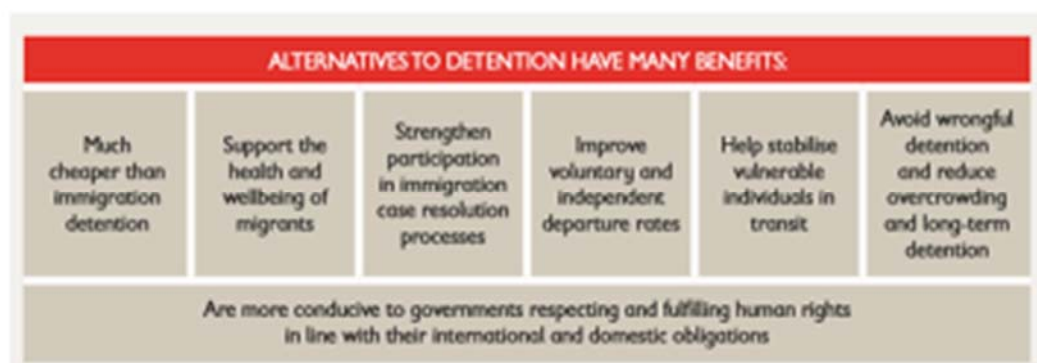 ALTERNATIVES TO DETENTION HAVE MANY BENEFITS:
Much
cheaper than
immigration
detention
Support the
health and
wellbeing of
migrants
Strengthen
participation
in immigration
case resolution
processes
Improve
voluntary and
independent
departure rates
Help stabilise
vulnerable
individuals in
transit
Avoid wrongful
detention
and reduce
overcrowding
and long-term
detention
Are more conducive to governments respecting and fulfilling human rights
in line with their international and domestic obligations